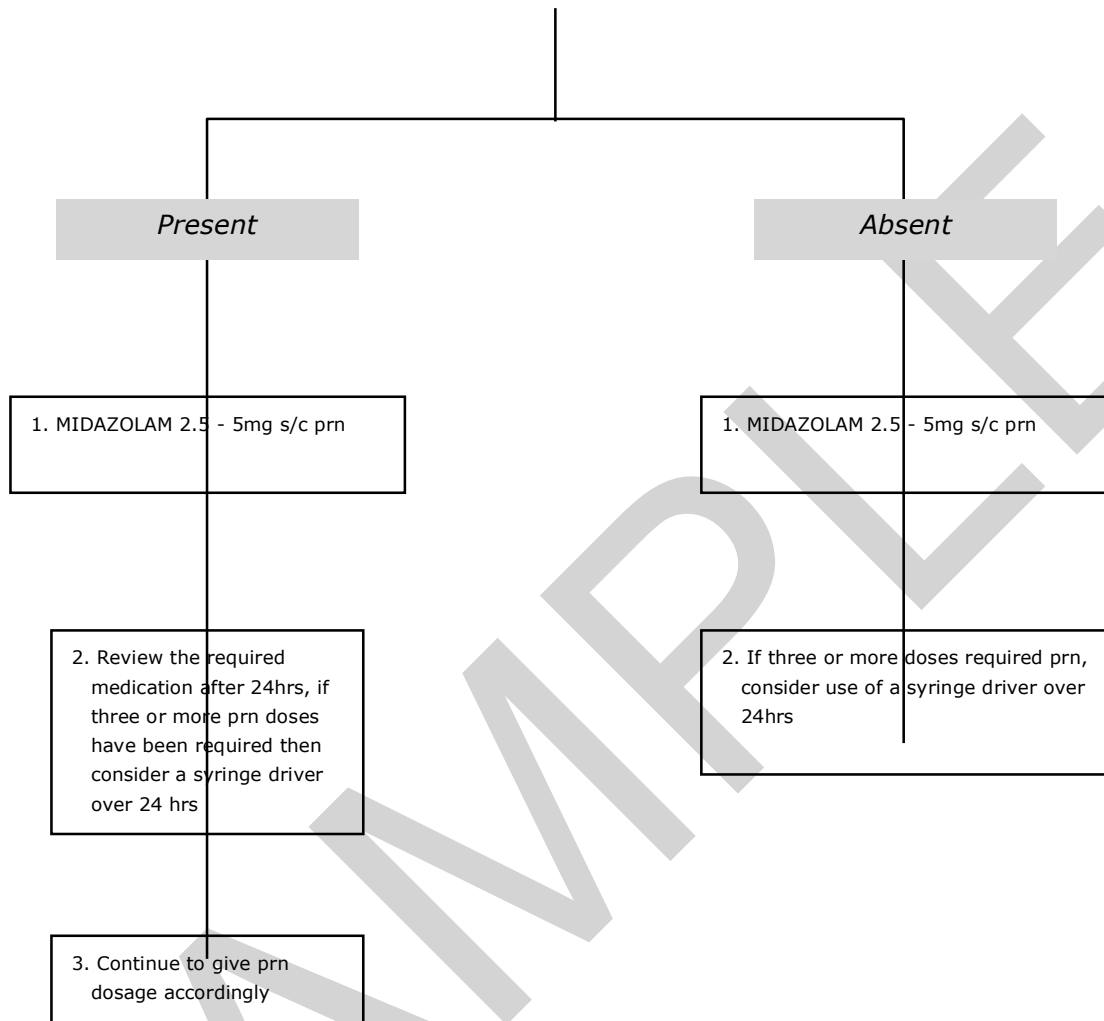 Present
Absent
1. MIDAZOLAM 2.5 - 5mg s/c prn
1. MIDAZOLAM 2.5 - 5mg s/c prn
2. Review the required
medication after 24hrs, if
three or more prn doses
have been required then
consider a syringe driver
over 24 hrs
2. If three or more doses required prn,
consider use of a syringe driver over
24hrs
3. Continue to give prn
dosage accordingly
AMPLE